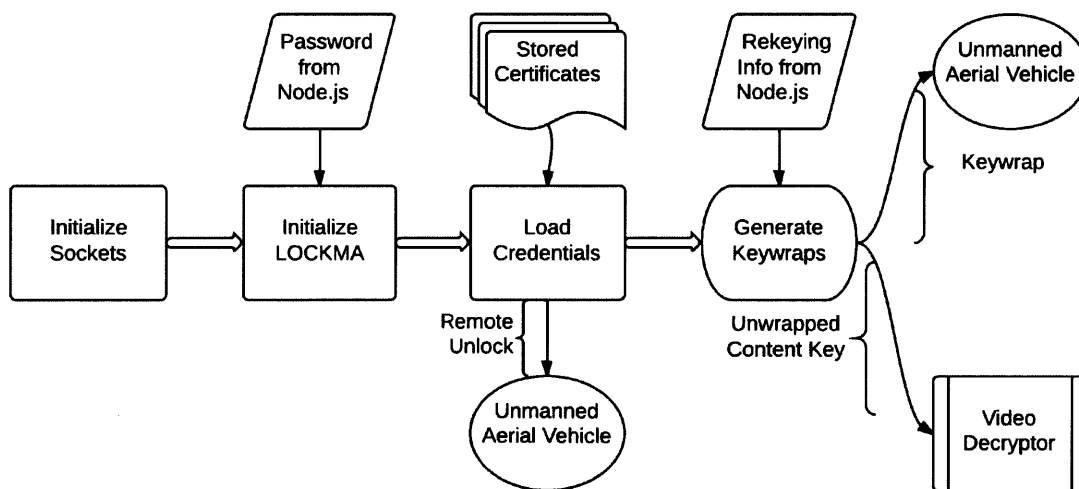 Password
from
Node.js
Stored
Certificates
Rekeying
Info from
Node.js
Unmanned
Aerial Vehicle
Keywrap
Initialize
Sockets
Initialize
LOCKMA
Load
Credentials
Generate
Keywraps
Remote
Unlock
Unwrapped
Content Key
Unmanned
Aerial Vehicle
Video
Decryptor